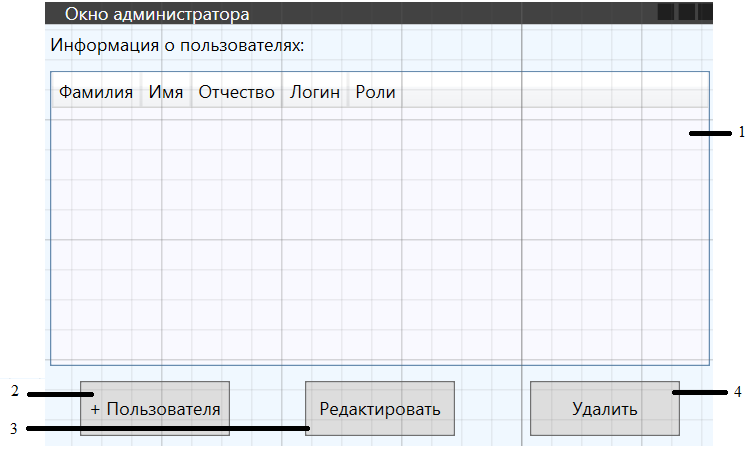 Окно администратора
Информация о пользователях:
Фамилия Имя Отчество Логин Роли
1
2
+ Пользователя Редактировать Удалить
4
3